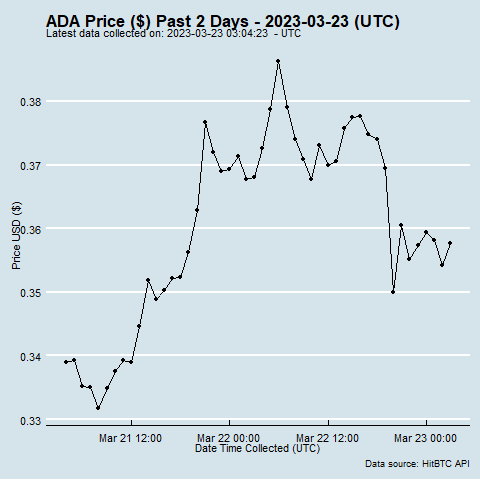 ADA Price ($) Past 2 Days - 2023-03-23 (UTC)
Latest data collected on: 2023-03-23 03:04:23 - UTC
Price USD ($)
0.38
0.37
0.36
0.35
0.34
0.33
Mar 21 12:00 Mar 22 00:00 Mar 22 12:00 Mar 23 00:00
Date Time Collected (UTC)
Data source: HitBTC API